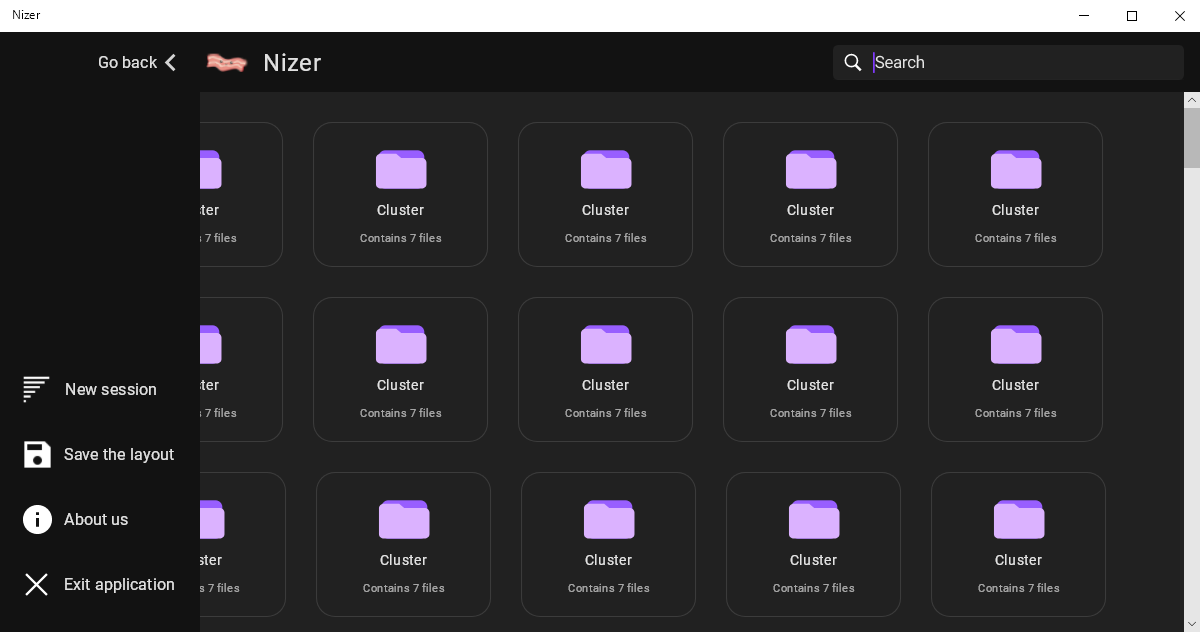 Nizer
Go back
Nizer
Search
ster
Cluster
Cluster
Cluster
Cluster
s 7 files
Contains 7 files
Contains 7 files
Contains 7 files
Contains 7 files
ster
Cluster
Cluster
Cluster
Cluster
s 7 files
Contains 7 files
Contains 7 files
Contains 7 files
Contains 7 files
ster
Cluster
Cluster
Cluster
Cluster
s 7 files
Contains 7 files
Contains 7 files
Contains 7 files
Contains 7 files
New session
Save the layout
About us
Exit application